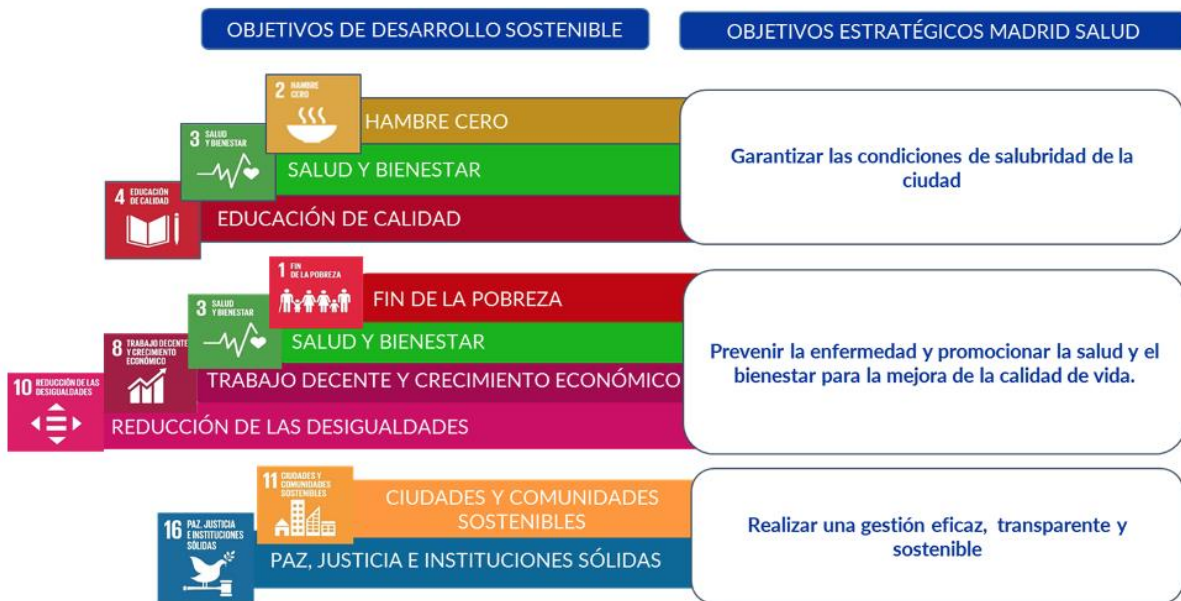 OBJETIVOS DE DESARROLLO SOSTENIBLE
OBJETIVOS ESTRATÉGICOS MADRID SALUD
2 HAMBRE
CERO
HAMBRE CERO
3 SALUD
Y BIENESTAR
SALUD Y BIENESTAR
4 EDUCACIÓN
DE CALIDAD
EDUCACIÓN DE CALIDAD
Garantizar las condiciones de salubridad de la
ciudad
1 FIN
DE LA POBREZA
FIN DE LA POBREZA
3 SALUD
Y BIENESTAR
SALUD Y BIENESTAR
8 TRABAJO DECENTE
Y CRECIMIENTO
ECONÓMICO
TRABAJO DECENTE Y CRECIMIENTO ECONÓMICO
10 REDUCCIÓN DE LAS
DESIGUALDADES
REDUCCIÓN DE LAS DESIGUALDADES
Prevenir la enfermedad y promocionar la salud y el
bienestar para la mejora de la calidad de vida.
11 CIUDADES Y
COMUNIDADES
SOSTENIBLES
CIUDADES Y COMUNIDADES
SOSTENIBLES
16 PAZ, JUSTICIA
E INSTITUCIONES
SÓLIDAS
PAZ, JUSTICIA E INSTITUCIONES SÓLIDAS
Realizar una gestión eficaz, transparente y
sostenible